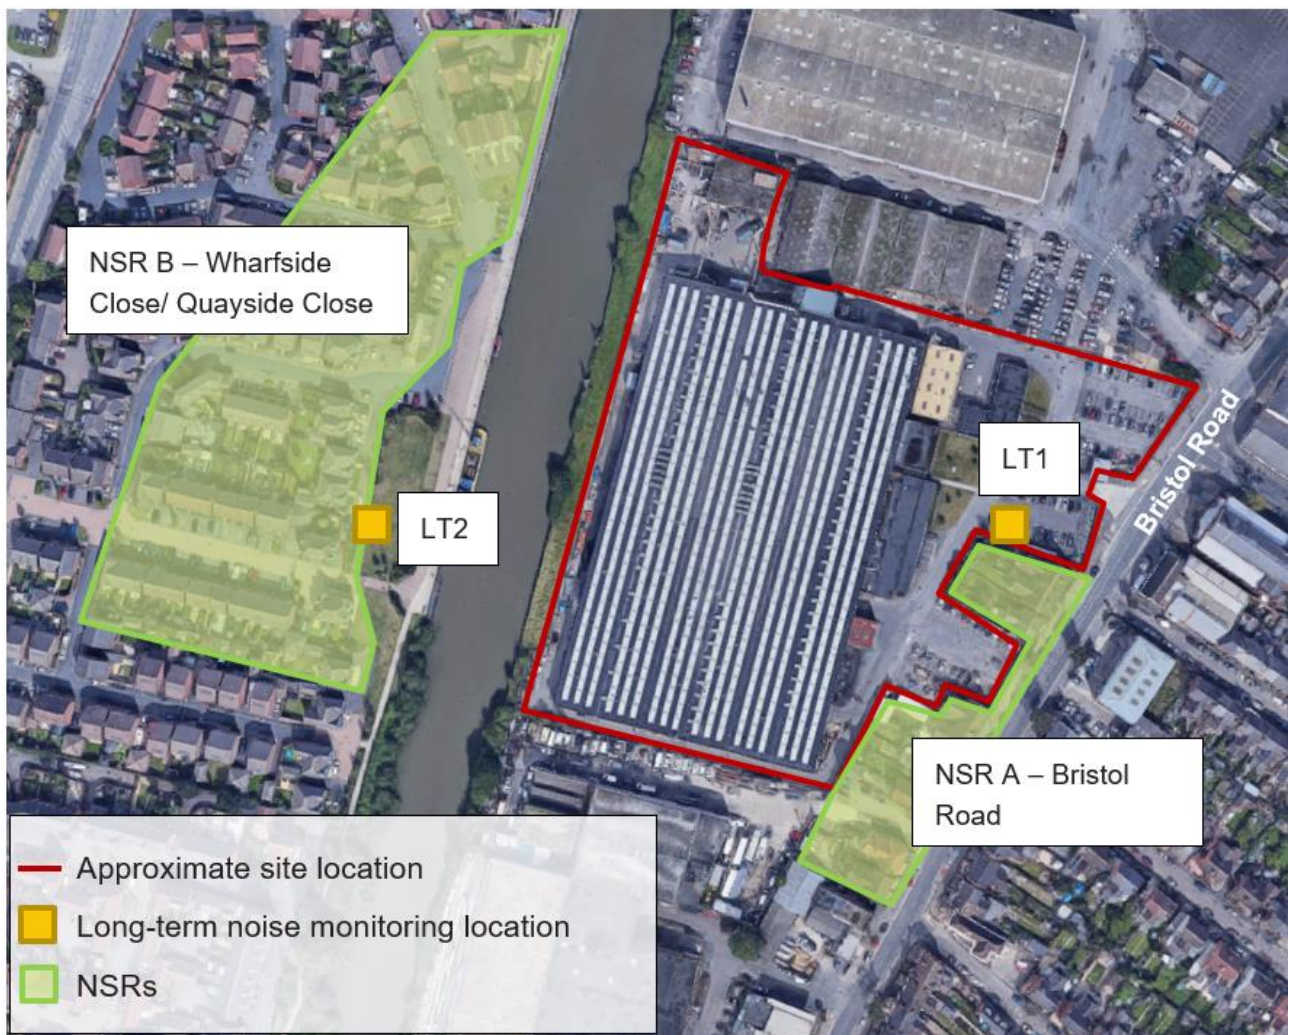 NSR B – Wharfside
Close/ Quayside Close
LT1
Bristol Road
LT2
NSR A – Bristol
Road
Approximate site location
Long-term noise monitoring location
NSRs